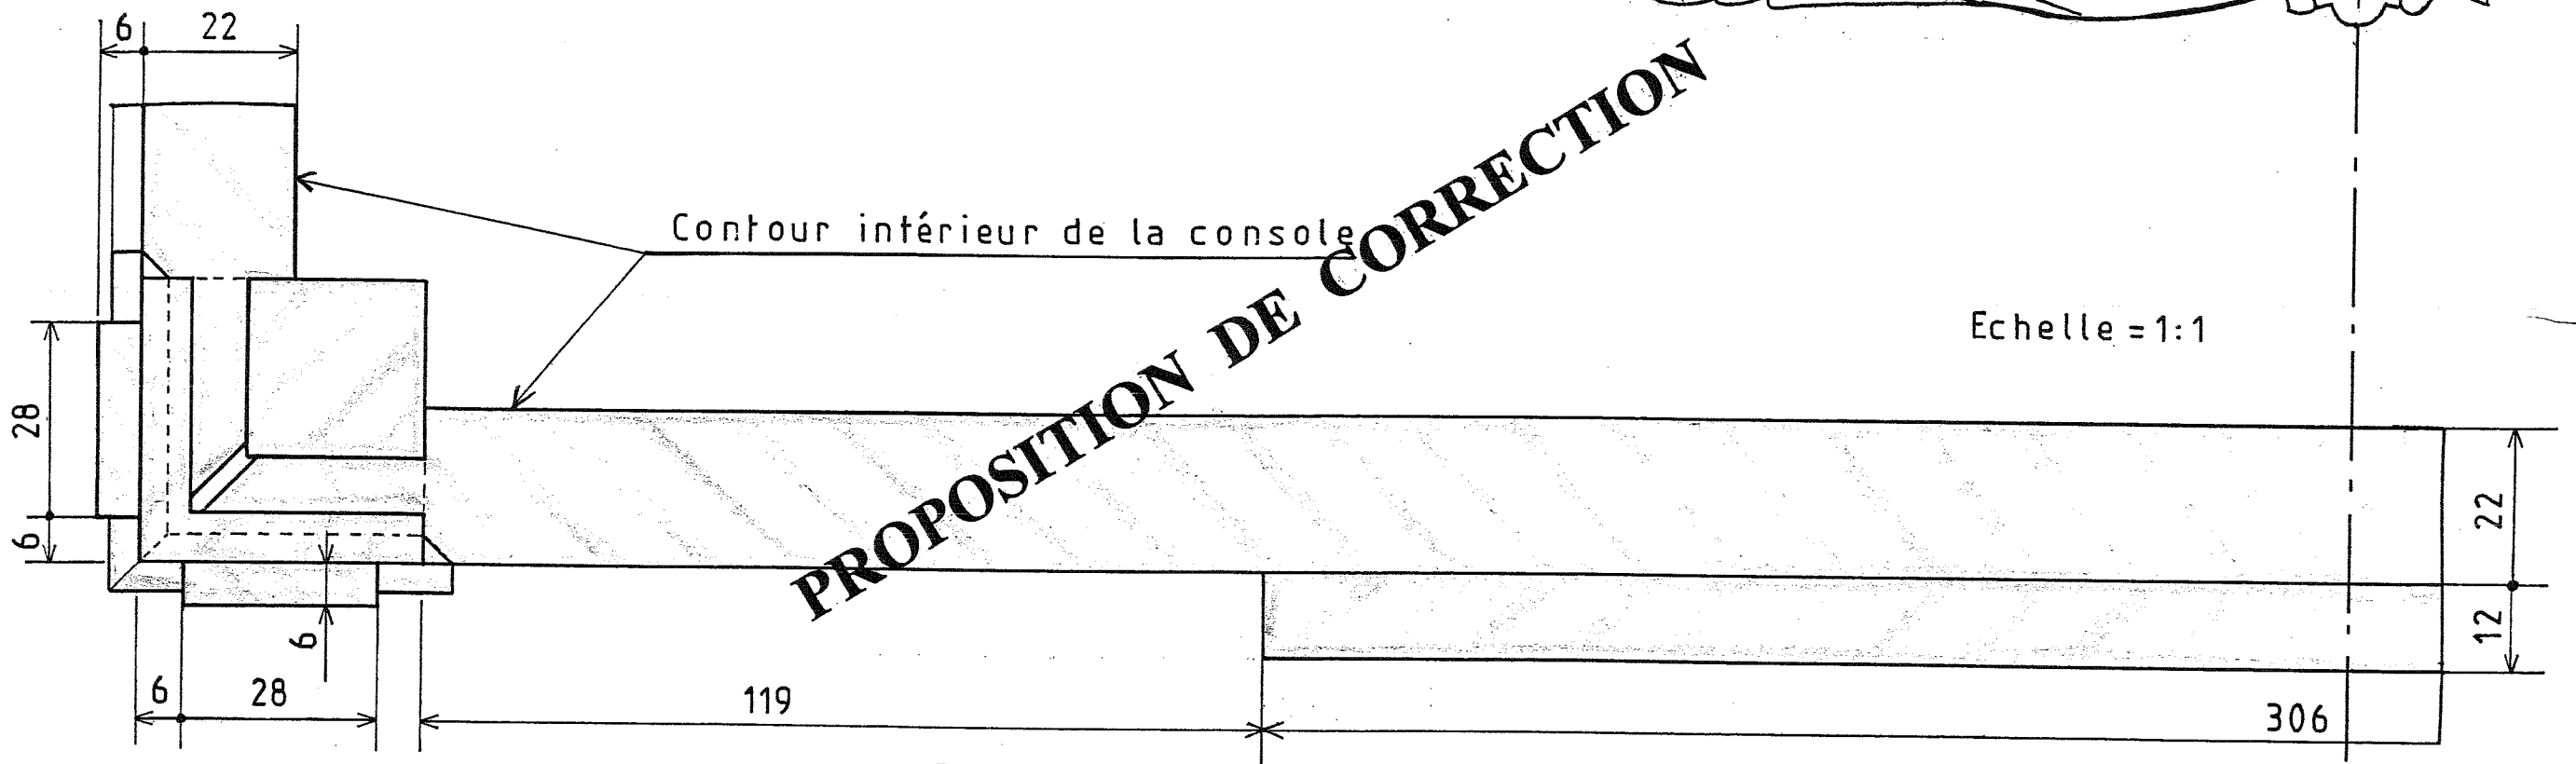 6 22
Contour intérieur de la console
PROPOSITION DE CORRECTION
Echelle = 1:1
28
6
22
12
6
6 28 119 306